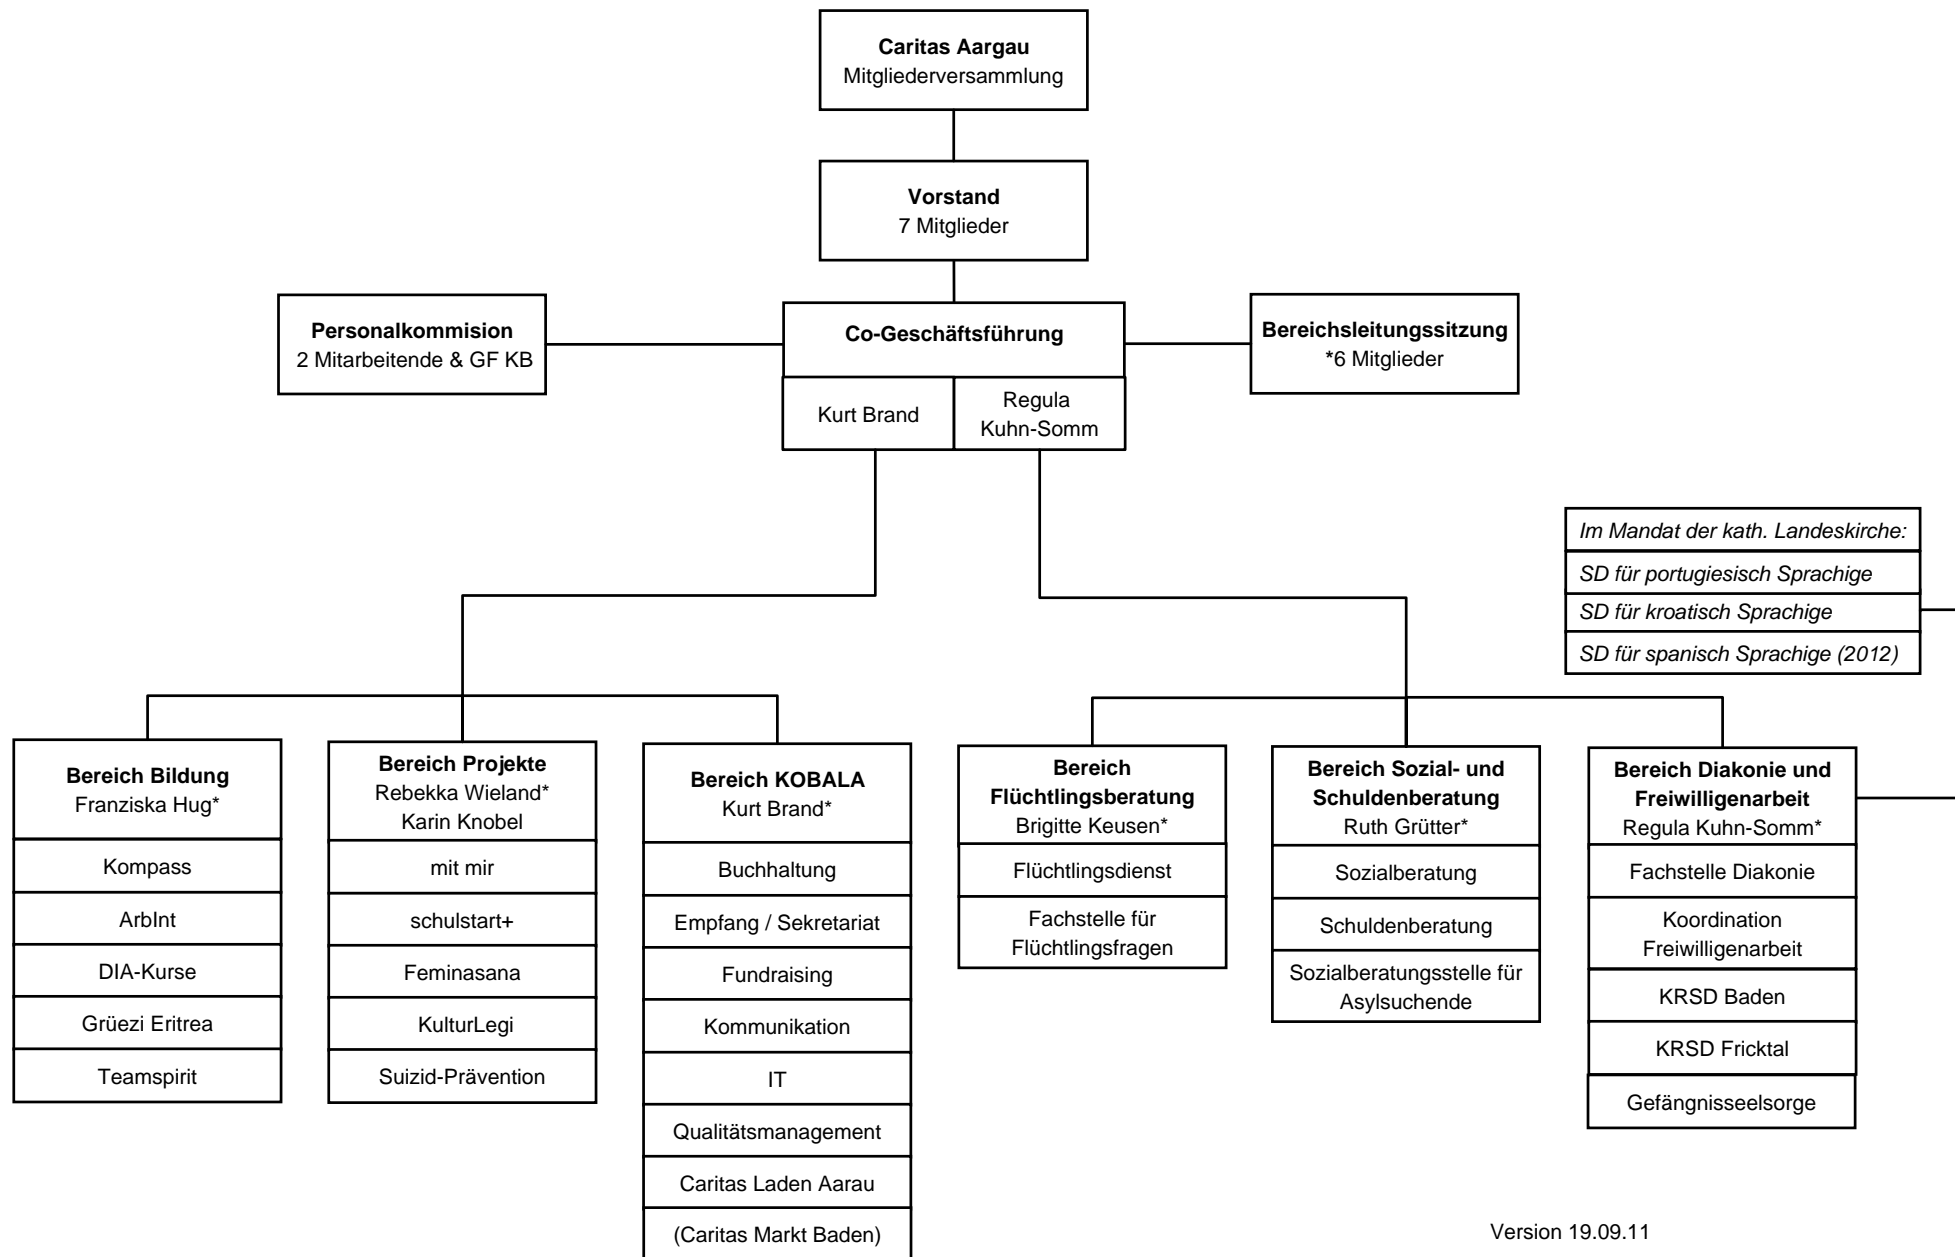 Caritas Aargau
Mitgliederversammlung
Vorstand
7 Mitglieder
Personalkommision
2 Mitarbeitende & GF KB
Co-Geschäftsführung
Kurt Brand
Regula
Kuhn-Somm
Bereichsleitungssitzung
*6 Mitglieder
Im Mandat der kath. Landeskirche:
SD für portugiesisch Sprachige
SD für kroatisch Sprachige
SD für spanisch Sprachige (2012)
Bereich Bildung
Franziska Hug*
Kompass
ArbInt
DIA-Kurse
Grüezi Eritrea
Teamspirit
Bereich Projekte
Rebekka Wieland*
Karin Knobel
mit mir
schulstart+
Feminasana
KulturLegi
Suizid-Prävention
Bereich KOBALA
Kurt Brand*
Buchhaltung
Empfang / Sekretariat
Fundraising
Kommunikation
IT
Qualitätsmanagement
Caritas Laden Aarau
(Caritas Markt Baden)
Bereich
Flüchtlingsberatung
Brigitte Keusen*
Flüchtlingsdienst
Fachstelle für
Flüchtlingsfragen
Bereich Sozial- und
Schuldenberatung
Ruth Grütter*
Sozialberatung
Schuldenberatung
Sozialberatungsstelle für
Asylsuchende
Bereich Diakonie und
Freiwilligenarbeit
Regula Kuhn-Somm*
Fachstelle Diakonie
Koordination
Freiwilligenarbeit
KRSD Baden
KRSD Fricktal
Gefängnisseelsorge
Version 19.09.11